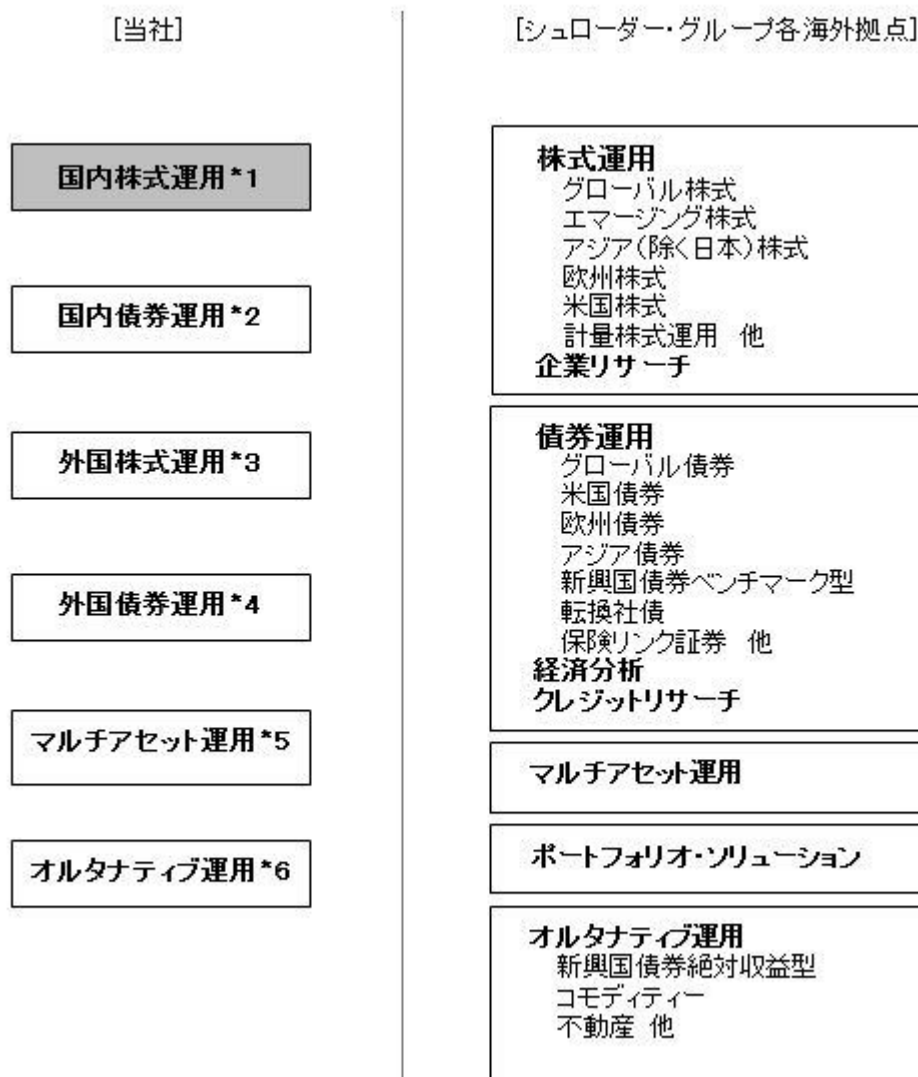 [当社]
国内株式運用*1
国内債券運用*2
外国株式運用*3
外国債券運用*4
マルチアセット運用*5
オルタナティブ運用*6
[シュローダー・グループ各海外拠点]
株式運用
グローバル株式
エマージング株式
アジア(除く日本)株式
欧州株式
米国株式
計量株式運用 他
企業リサーチ
債券運用
グローバル債券
米国債券
欧州債券
アジア債券
新興国債券ベンチマーク型
転換社債
保険リンク証券 他
経済分析
クレジットリサーチ
マルチアセット運用
ポートフォリオ・ソリューション
オルタナティブ運用
新興国債券絶対収益型
コモディティー
不動産 他